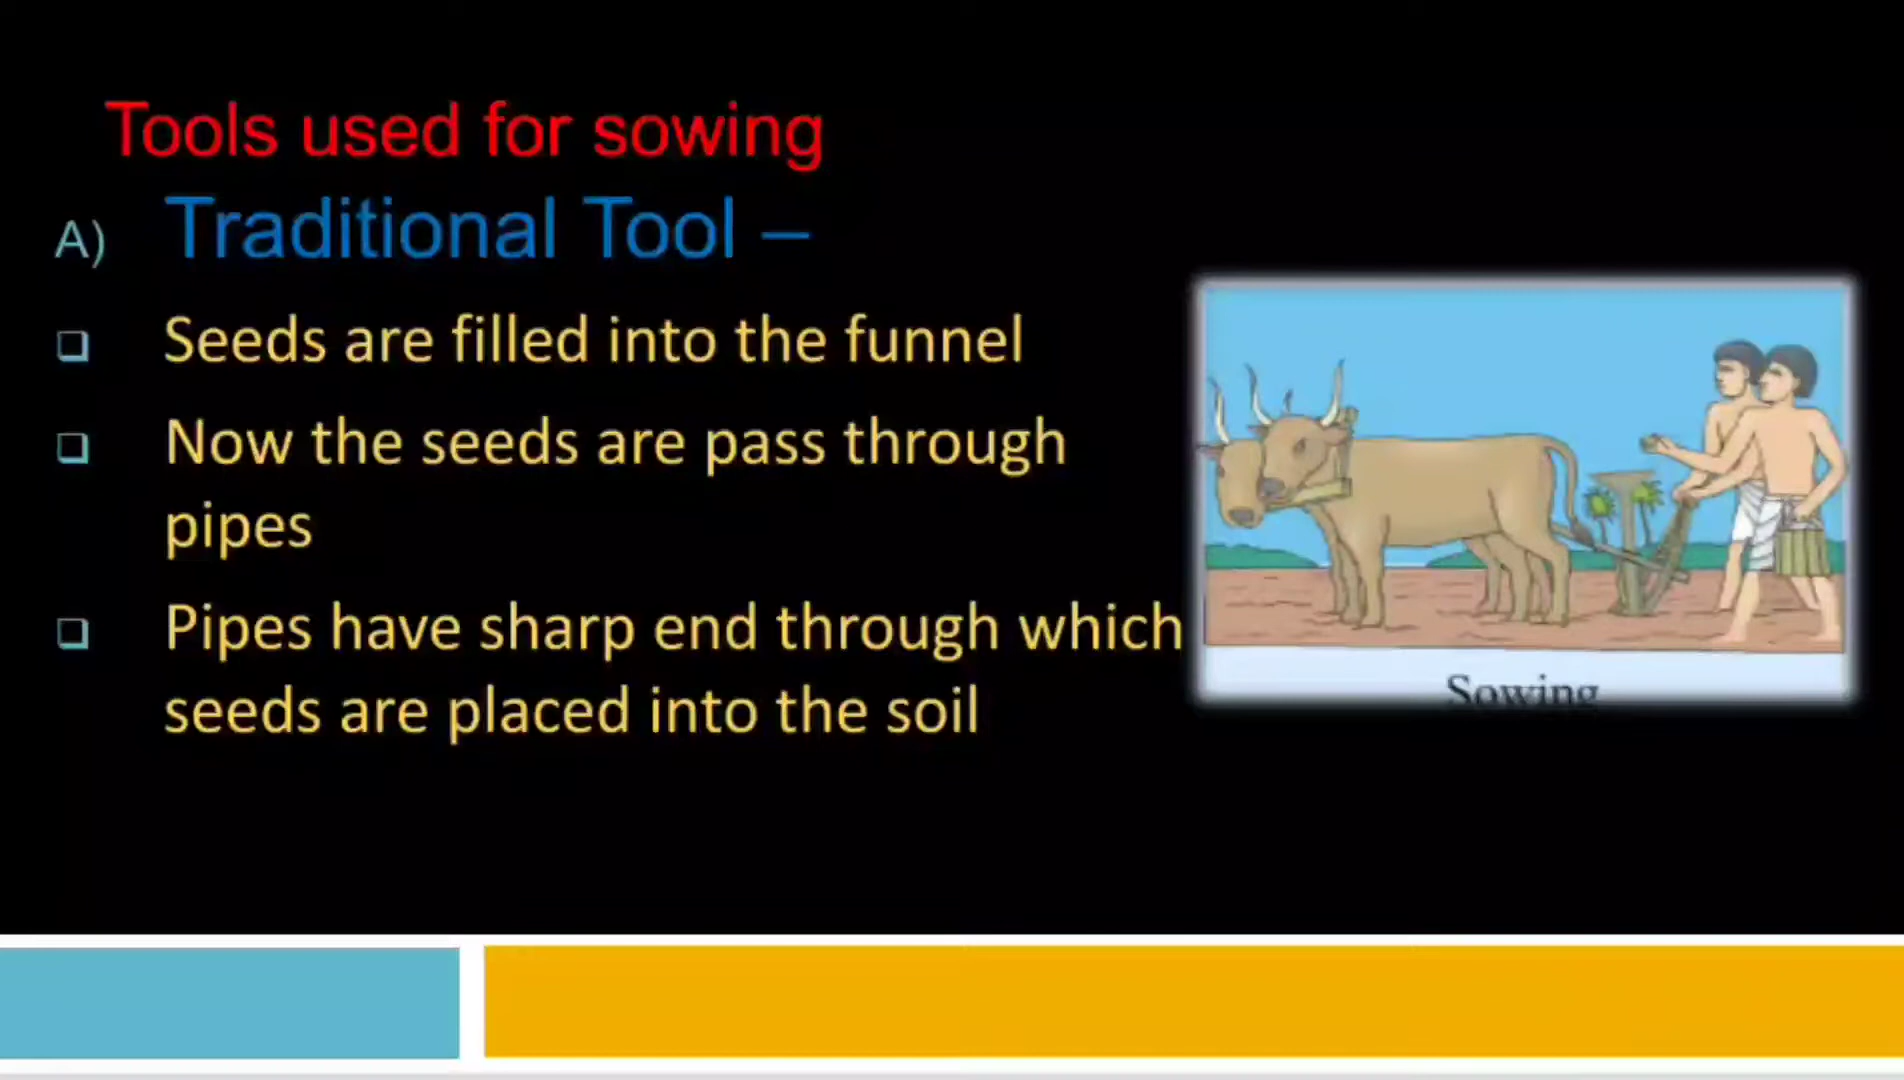 Tools used for sowing
A) Traditional Tool –
Seeds are filled into the funnel
Now the seeds are pass through
pipes
Pipes have sharp end through which
seeds are placed into the soil
Sowing